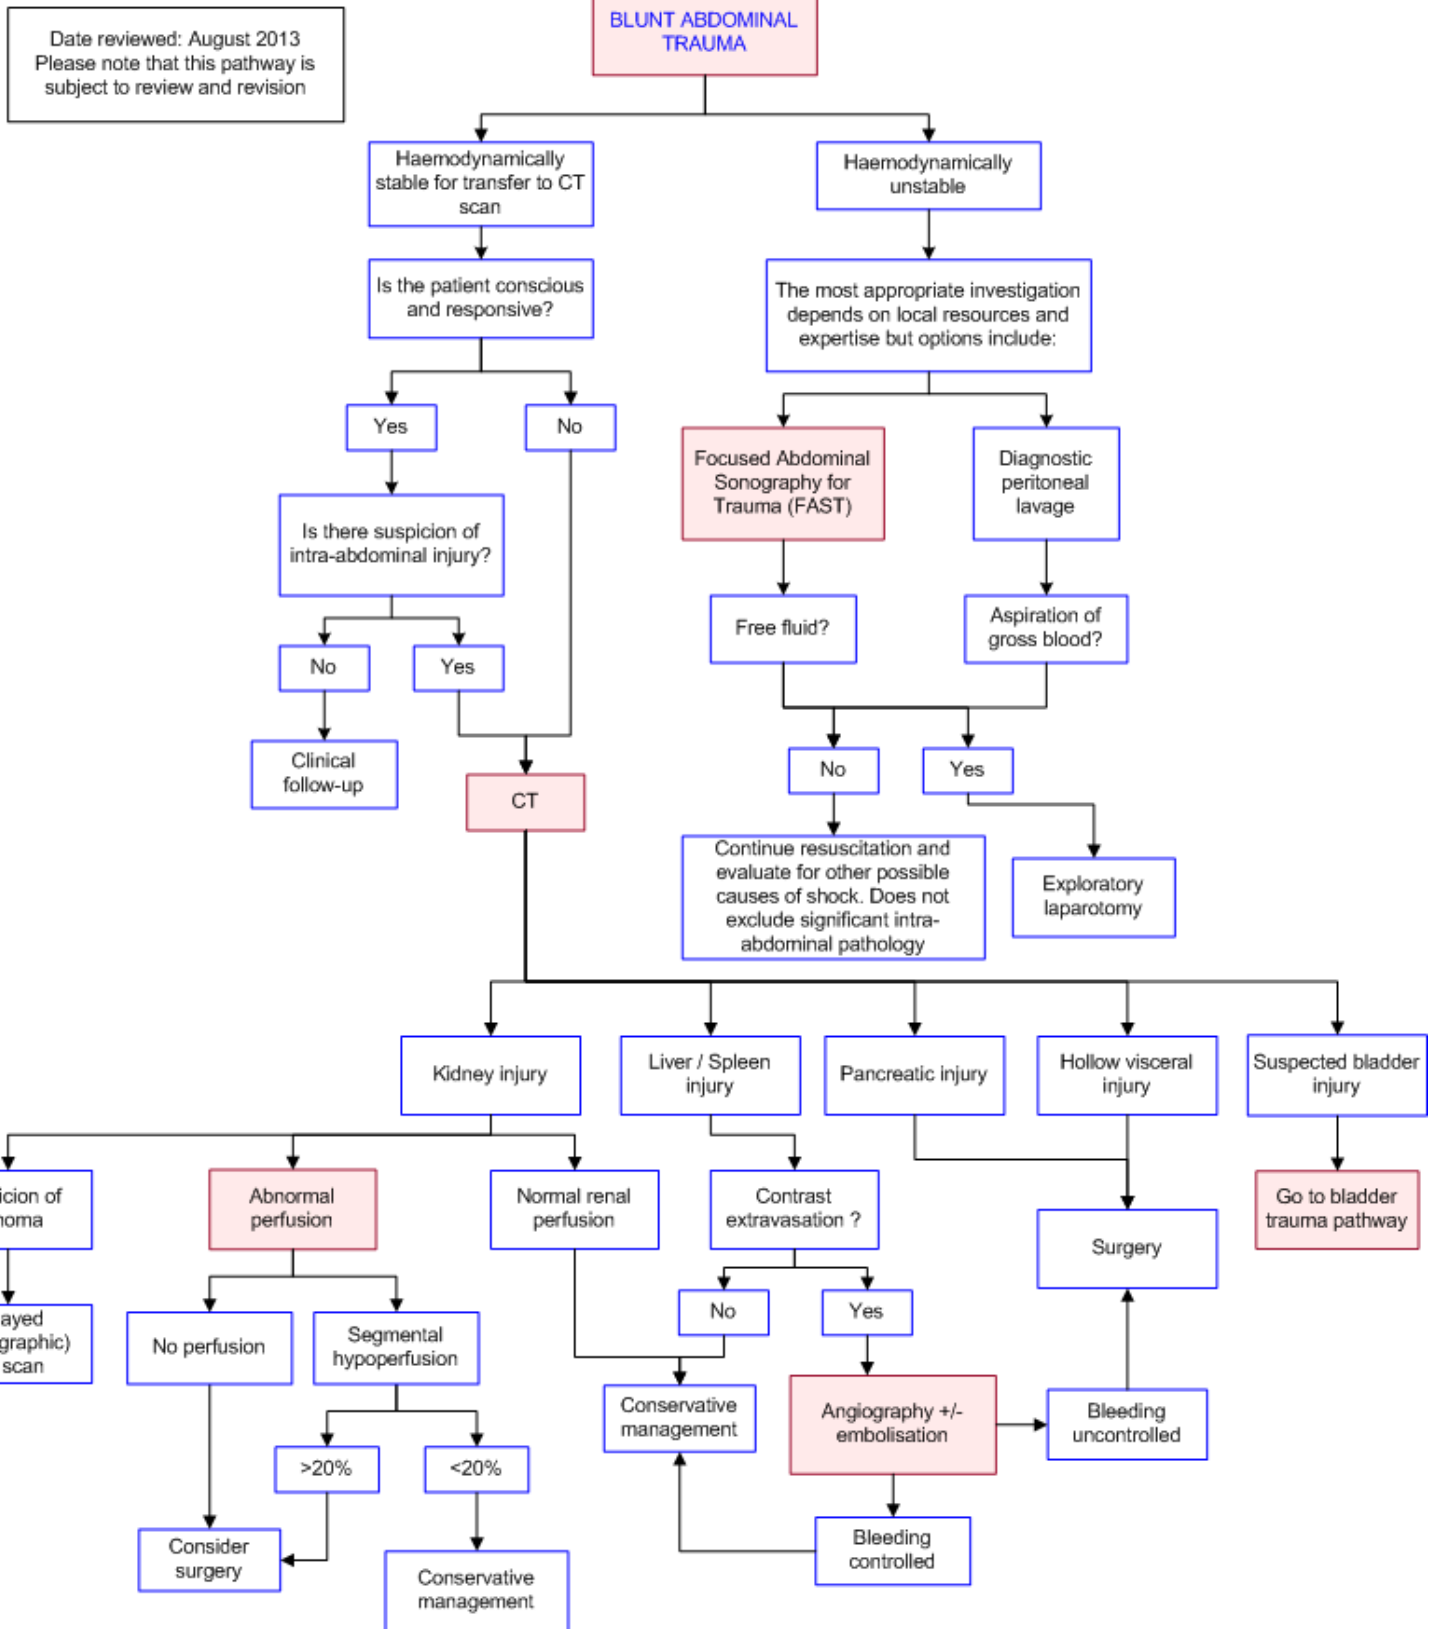 Date reviewed: August 2013
Please note that this pathway is
subject to review and revision
BLUNT ABDOMINAL
TRAUMA
Haemodynamically
stable for transfer to CT
scan
Haemodynamically
unstable
Is the patient conscious
and responsive?
The most appropriate investigation
depends on local resources and
expertise but options include:
Yes
No
Focused Abdominal
Sonography for
Trauma (FAST)
Diagnostic
peritoneal
lavage
Is there suspicion of
intra-abdominal injury?
Free fluid?
Aspiration of
gross blood?
No
Yes
Clinical
follow-up
CT
No
Yes
Continue resuscitation and
evaluate for other possible
causes of shock. Does not
exclude significant intra-
abdominal pathology
Exploratory
laparotomy
Kidney injury
Liver / Spleen
injury
Pancreatic injury
Hollow visceral
injury
Suspected bladder
injury
icion of
oma
Abnormal
perfusion
Normal renal
perfusion
Contrast
extravasation ?
Surgery
Go to bladder
trauma pathway
ayed
graphic)
scan
No perfusion
Segmental
hypoperfusion
No
Yes
Conservative
management
Angiography +/-
embolisation
Bleeding
uncontrolled
>20%
<20%
Consider
surgery
Conservative
management
Bleeding
controlled